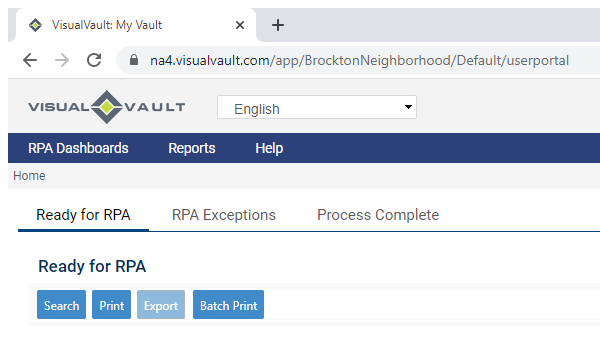 VisualVault: My Vault
na4.visualvault.com/app/BrocktonNeighborhood/Default/userportal
VISUAL VAULT
English
RPA Dashboards Reports Help
Home
Ready for RPA RPA Exceptions Process Complete
Ready for RPA
Search Print Export Batch Print